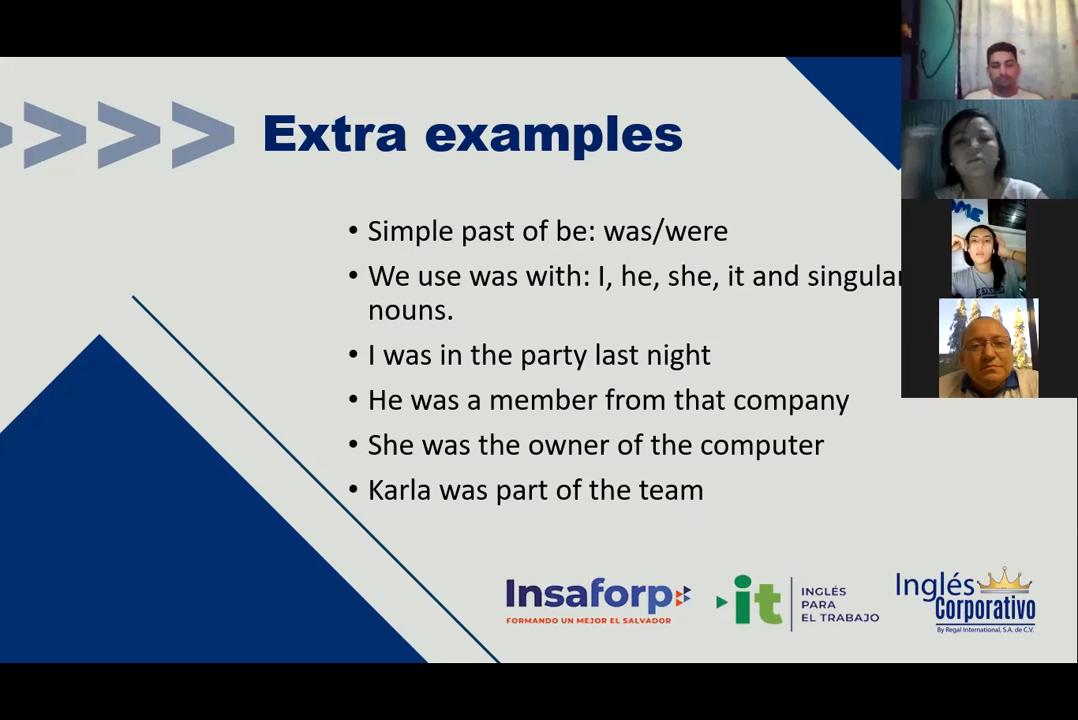 Extra examples
• Simple past of be: was/were
• We use was with: I, he, she, it and singular
nouns.
• I was in the party last night
• He was a member from that company
• She was the owner of the computer
• Karla was part of the team
Insaforp
FORMANDO UN MEJOR EL SALVADOR
it
INGLÉS
PARA
EL TRABAJO
Inglés
Corporativo
By Regal International, S.A. de C.V.